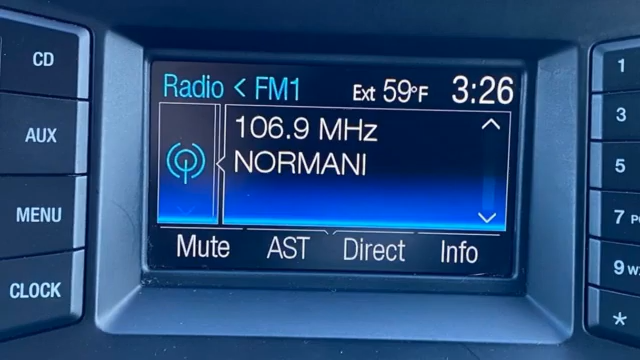 CD
AUX
MENU
CLOCK
Radio < FM1 Ext 59°F 3:26
106.9 MHz
NORMANI
Mute AST Direct Info
1
3
5
7 P
9 W
*